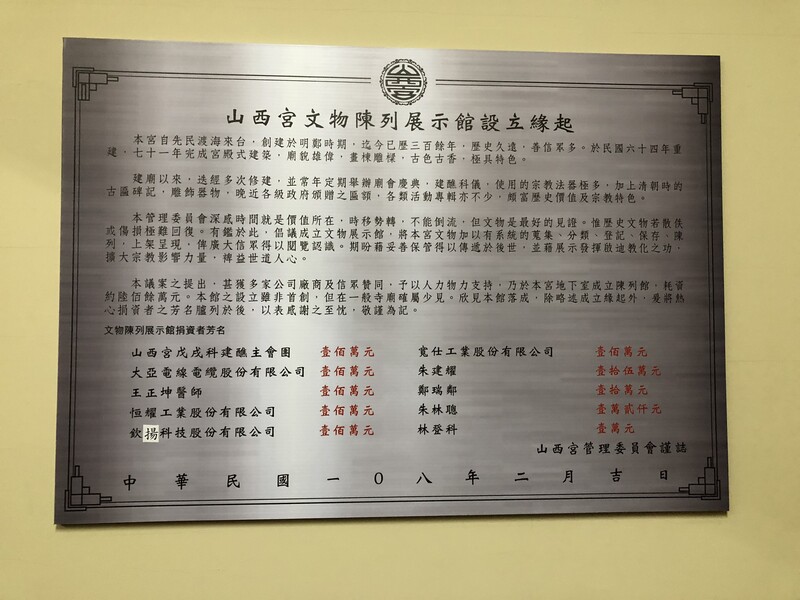 山西宮文物陳列展示館設立緣起
本宮自先民渡海來台，創建於明鄭時期，迄今已歷三百餘年，歷史久遠，善信眾多。於民國六十四年重
建，七十一年完成宮殿式建築，廟貌雄偉，畫棟雕樑，古色古香，極具特色。
建廟以來，迭經多次修建，並常年定期舉辦廟會慶典，建醮科儀，使用的宗教法器極多，加上清朝時的
古匾碑記，雕飾器物，晚近各級政府頒贈之區額，各類活動專輯亦不少，頗富歷史價值及宗教特色。
本管理委員會深感時間就是價值所在，時移勢轉，不能倒流，但文物是最好的見證。惟歷史文物若散佚
或傷損極難回復。有鑑於此，倡議成立文物展示館，將本宮文物加以有系統的蒐集、分類、登記、保存、陳
列，上架呈現，俾廣大信眾得以閱覽認識。期盼藉妥善保管得以傳遞於後世，並藉展示發揮啟迪教化之功、
擴大宗教影響力量，裨益世道人心。
本議案之提出，甚獲多家公司廠商及信眾贊同，予以人力物力支持，乃於本宮地下室成立陳列館，耗資
約陸佰餘萬元。本館之設立雖非首創，但在一般寺廟確屬少見。欣見本館落成，除略述成立緣起外，爰將熱
心捐資者之芳名臚列於後，以表感謝之至忱，敬謹為記。
文物陳列展示館捐資者芳名
山西宮戊戌科建醮主會團 壹佰萬元 寬仕工業股份有限公司 壹佰萬元
大亞電線電纜股份有限公司 壹佰萬元 朱建耀 壹拾伍萬元
王正坤醫師 壹佰萬元 鄭瑞鄰 壹拾萬元
恒耀工業股份有限公司 壹佰萬元 朱林聰 壹萬貳仟元
欽揚科技股份有限公司 壹佰萬元 林登科 壹萬元
山西宮管理委員會謹誌
中華民國一〇八年二月吉日